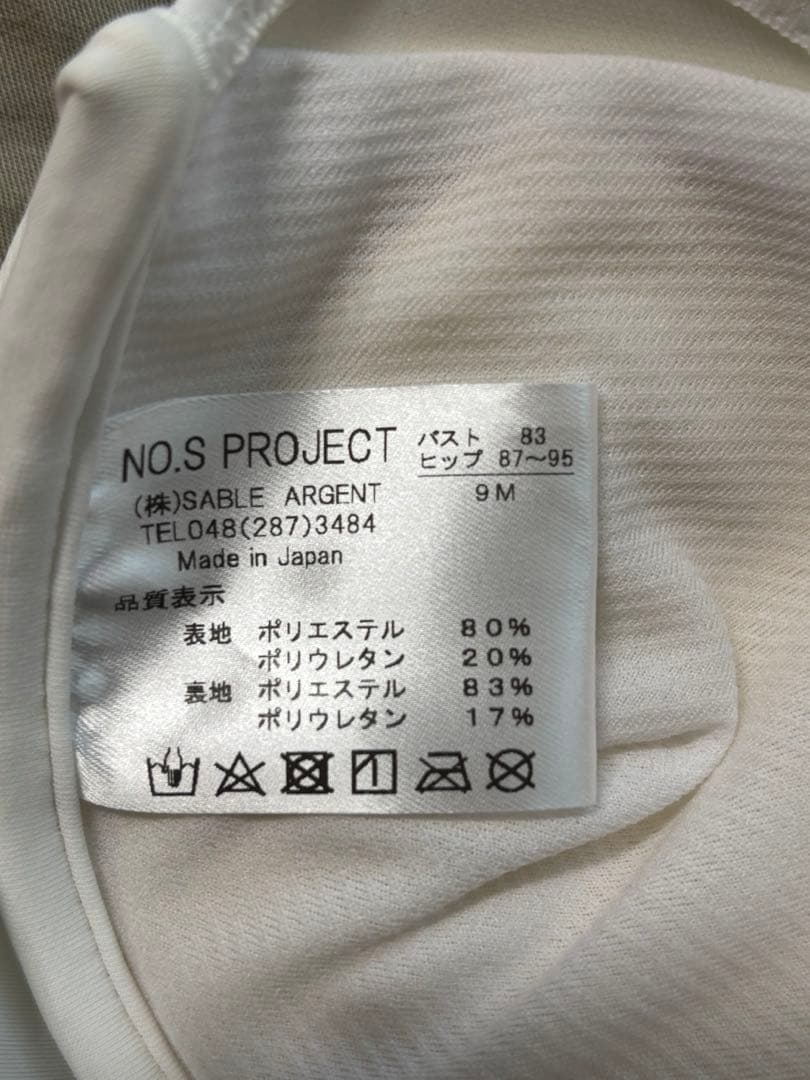 NO.S PROJECT
(株)SABLE ARGENT
TEL048(287)3484
Made in Japan
バスト 83
ヒップ 87〜95
9M
品質表示
表地 ポリエステル 80%
ポリウレタン 20%
裏地 ポリエステル 83%
ポリウレタン 17%